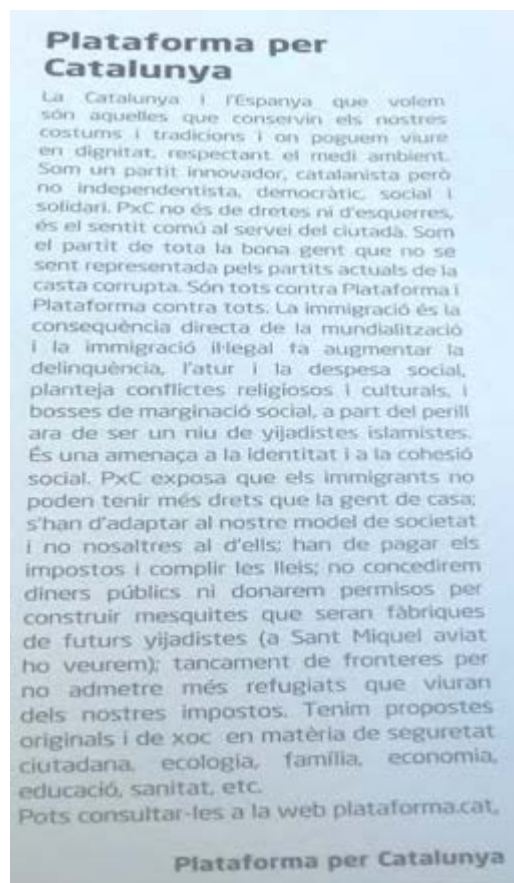 Plataforma per
Catalunya
La Catalunya i l'Espanya que volem
són aquelles que conservin els nostres
costums i tradicions i on poguem viure
en dignitat, respectant el medi ambient.
Som un partit innovador, catalanista però
no independentista, democràtic, social i
solidari. PxC no és de dretes ni d'esquerres,
és el sentit comú al servei del ciutadà. Som
el partit de tota la bona gent que no se
sent representada pels partits actuals de la
casta corrupta. Són tots contra Plataforma i
Plataforma contra tots. La immigració és la
conseqüència directa de la mundialització
i la immigració il·legal fa augmentar la
delinqüència, l'atur i la despesa social,
planteja conflictes religiosos i culturals, i
bosses de marginació social, a part del perill
ara de ser un niu de yijadistes islamistes.
És una amenaça a la identitat i a la cohesió
social. PxC exposa que els immigrants no
poden tenir més drets que la gent de casa;
s'han d'adaptar al nostre model de societat
i no nosaltres al d'ells; han de pagar els
impostos i complir les lleis; no concedirem
diners públics ni donarem permisos per
construir mesquites que seran fàbriques
de futurs yijadistes (a Sant Miquel aviat
ho veurem); tancament de fronteres per
no admetre més refugiats que viuran
dels nostres impostos. Tenim propostes
originals i de xoc en matèria de seguretat
ciutadana, ecologia, família, economia,
educació, sanitat, etc.
Pots consultar-les a la web plataforma.cat,
Plataforma per Catalunya